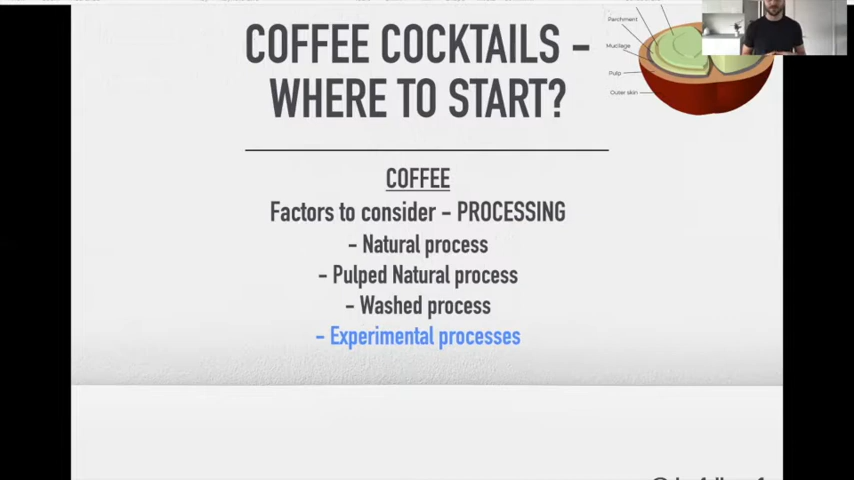 COFFEE COCKTAILS -
WHERE TO START?
Parchment
Mucilage
Pulp
Outer skin
COFFEE
Factors to consider - PROCESSING
- Natural process
- Pulped Natural process
- Washed process
- Experimental processes